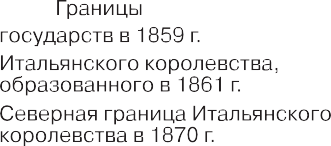 Границы
государств в 1859 г.
Итальянского королевства,
образованного в 1861 г.
Северная граница Итальянского
королевства в 1870 г.